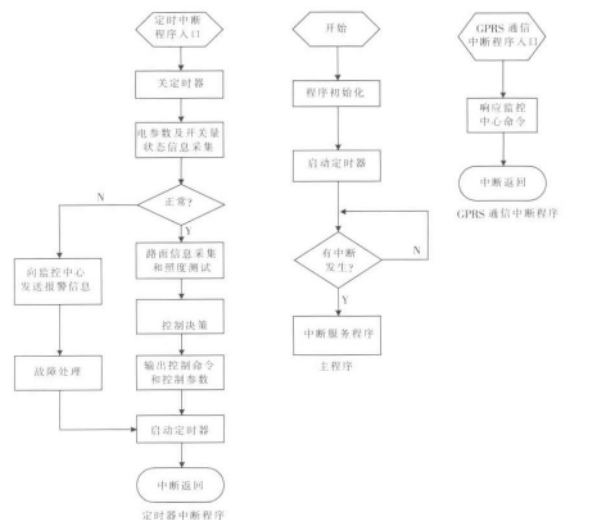 定时中断
程序入口
关定时器
电参数及开关量
状态信息采集
正常?
N
Y
路面信息采集
和照度测试
向监控中心
发送报警信息
控制决策
故障处理
输出控制命令
和控制参数
启动定时器
中断返回
定时器中断程序
开始
程序初始化
启动定时器
有中断
发生?
N
Y
中断服务程序
主程序
GPRS 通信
中断程序入口
响应监控
中心命令
中断返回
GPRS 通信中断程序